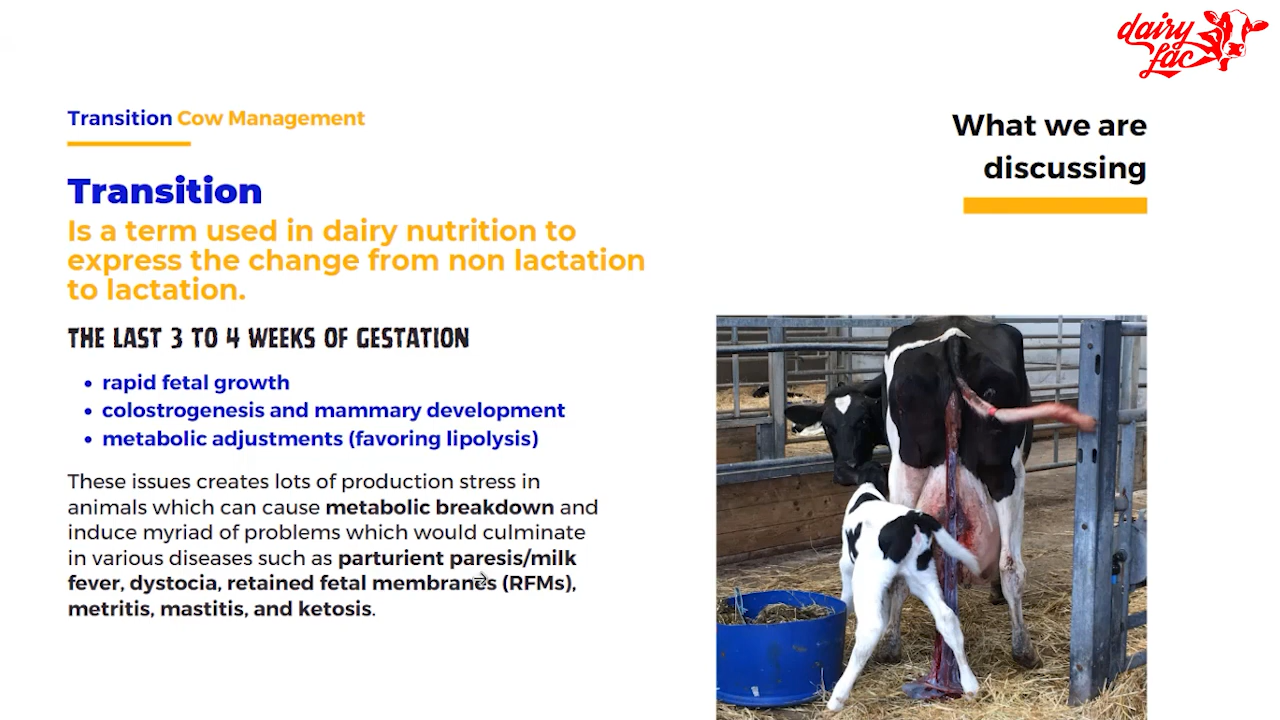 dairy
lac
Transition Cow Management
What we are
discussing
Transition
Is a term used in dairy nutrition to
express the change from non lactation
to lactation.
THE LAST 3 TO 4 WEEKS OF GESTATION
• rapid fetal growth
• colostrogenesis and mammary development
• metabolic adjustments (favoring lipolysis)
These issues creates lots of production stress in
animals which can cause metabolic breakdown and
induce myriad of problems which would culminate
in various diseases such as parturient paresis/milk
fever, dystocia, retained fetal membranes (RFMs),
metritis, mastitis, and ketosis.